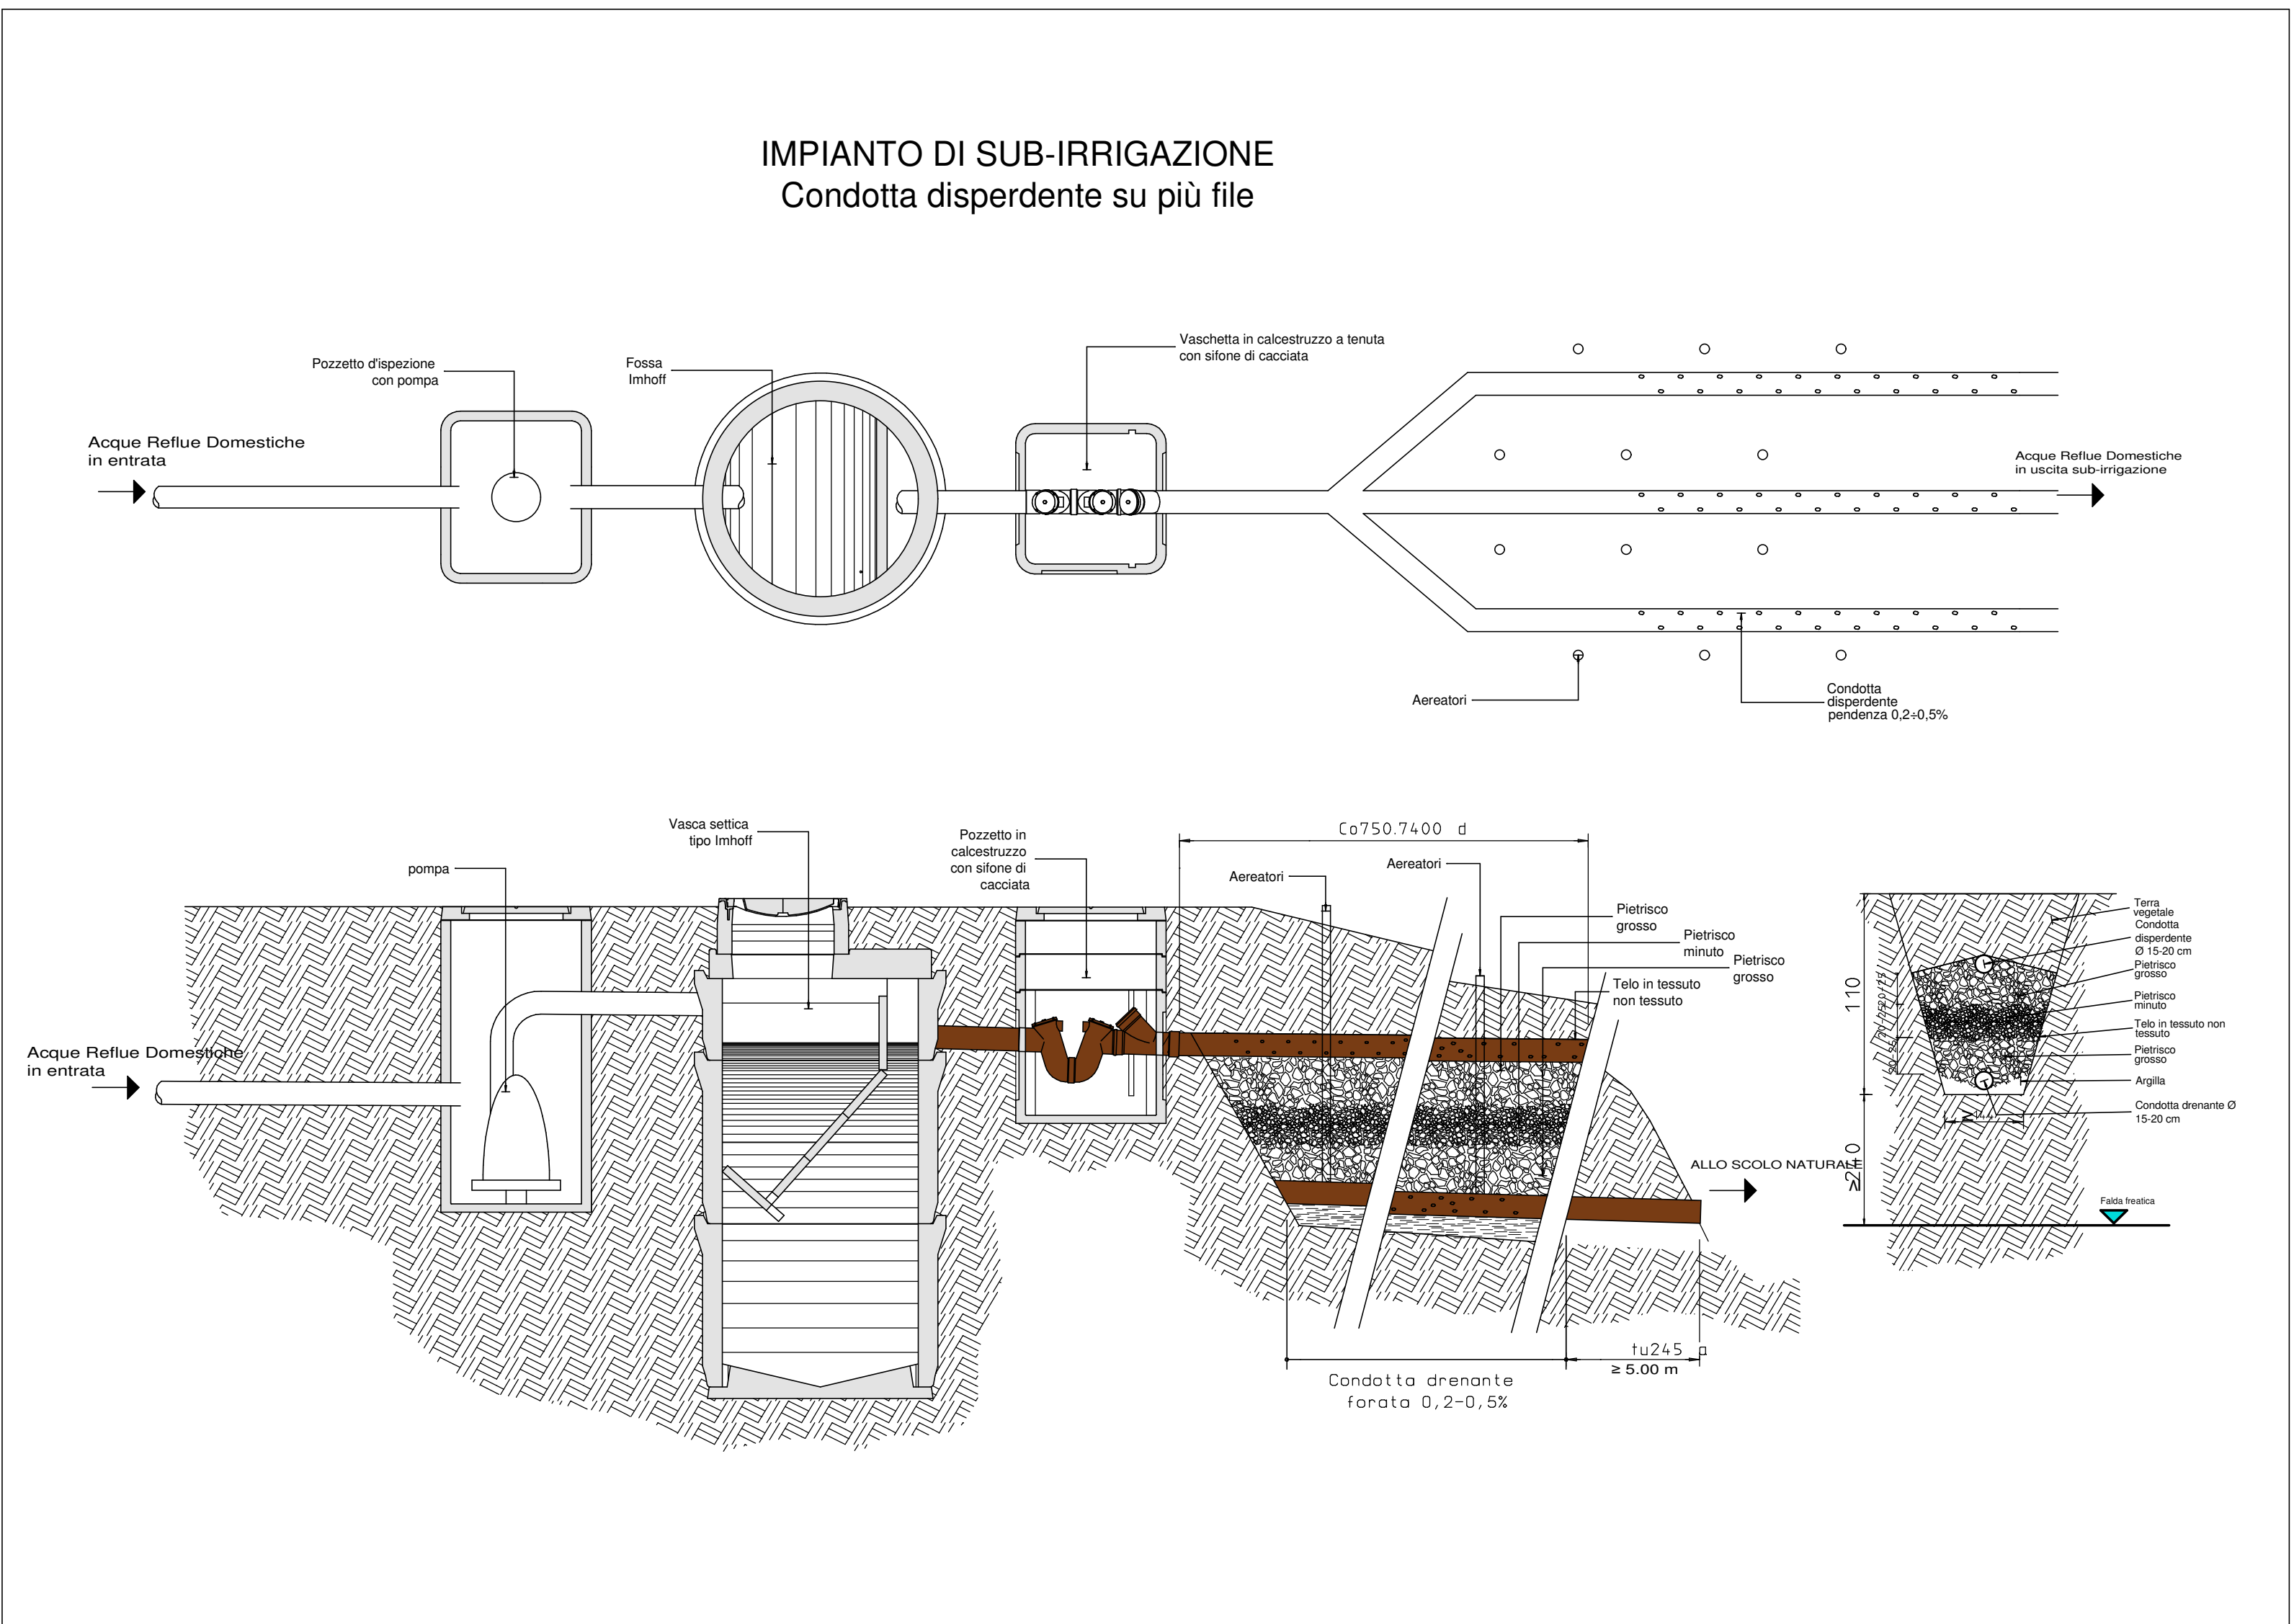 IMPIANTO DI SUB-IRRIGAZIONE
Condotta disperdente su più file
Pozzetto d'ispezione
con pompa
Fossa
Imhoff
Vaschetta in calcestruzzo a tenuta
con sifone di cacciata
Acque Reflue Domestiche
in entrata
Acque Reflue Domestiche
in uscita sub-irrigazione
Aereatori
Condotta
disperdente
pendenza 0,2÷0,5%
Vasca settica
tipo Imhoff
pompa
Pozzetto in
calcestruzzo
con sifone di
cacciata
Co750.7400 d
Aereatori
Aereatori
Pietrisco
grosso
Pietrisco
minuto
Pietrisco
grosso
Telo in tessuto
non tessuto
Acque Reflue Domestiche
in entrata
ALLO SCOLO NATURALE
tu245 a
≥ 5.00 m
Condotta drenante
forata 0,2-0,5%
110
≥240
Terra
vegetale
Condotta
disperdente
Ø 15-20 cm
Pietrisco
grosso
Pietrisco
minuto
Telo in tessuto non
tessuto
Pietrisco
grosso
Argilla
Condotta drenante Ø
15-20 cm
Falda freatica